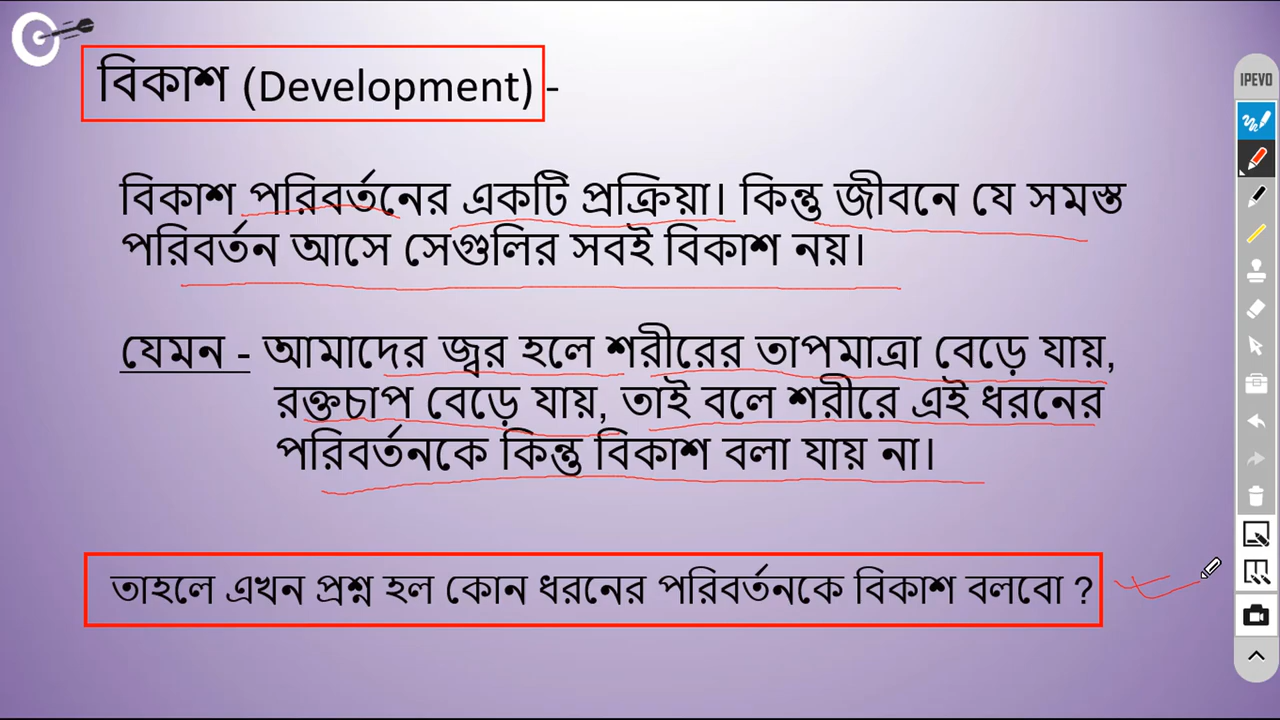 বিকাশ (Development) -
বিকাশ পরিবর্তনের একটি প্রক্রিয়া। কিন্তু জীবনে যে সমস্ত
পরিবর্তন আসে সেগুলির সবই বিকাশ নয়।
যেমন - আমাদের জ্বর হলে শরীরের তাপমাত্রা বেড়ে যায়,
রক্তচাপ বেড়ে যায়, তাই বলে শরীরে এই ধরনের
পরিবর্তনকে কিন্তু বিকাশ বলা যায় না।
তাহলে এখন প্রশ্ন হল কোন ধরনের পরিবর্তনকে বিকাশ বলবো ?
IPEVO